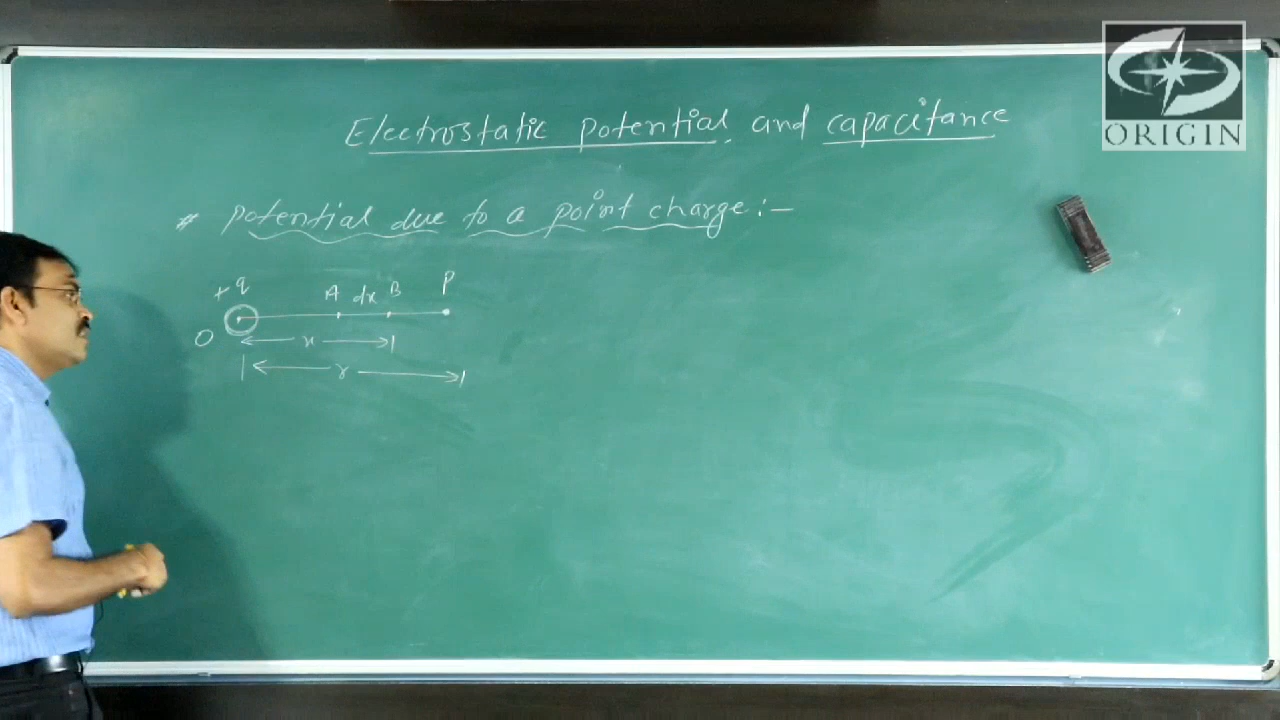 ORIGIN
Electrostatic potential and capacitance
# potential due to a point charge :-
+q A dx B P
O
x
r